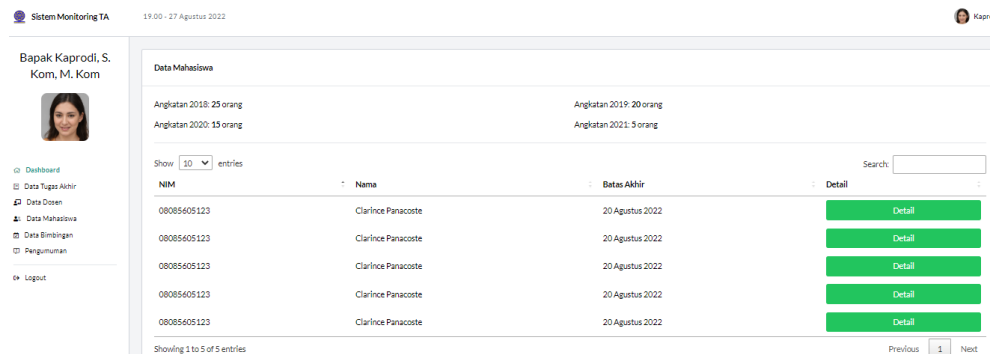 Sistem Monitoring TA 19.00 - 27 Agustus 2022
Bapak Kaprodi, S.
Kom, M. Kom
Dashboard
Data Tugas Akhir
Data Dosen
Data Mahasiswa
Data Bimbingan
Pengumuman
Logout
Data Mahasiswa
Angkatan 2018: 25 orang Angkatan 2019: 20 orang
Angkatan 2020: 15 orang Angkatan 2021: 5 orang
Show 10 entries Search:
NIM Nama Batas Akhir Detail
08085605123 Clarince Panacoste 20 Agustus 2022 Detail
08085605123 Clarince Panacoste 20 Agustus 2022 Detail
08085605123 Clarince Panacoste 20 Agustus 2022 Detail
08085605123 Clarince Panacoste 20 Agustus 2022 Detail
08085605123 Clarince Panacoste 20 Agustus 2022 Detail
Showing 1 to 5 of 5 entries Previous 1 Next